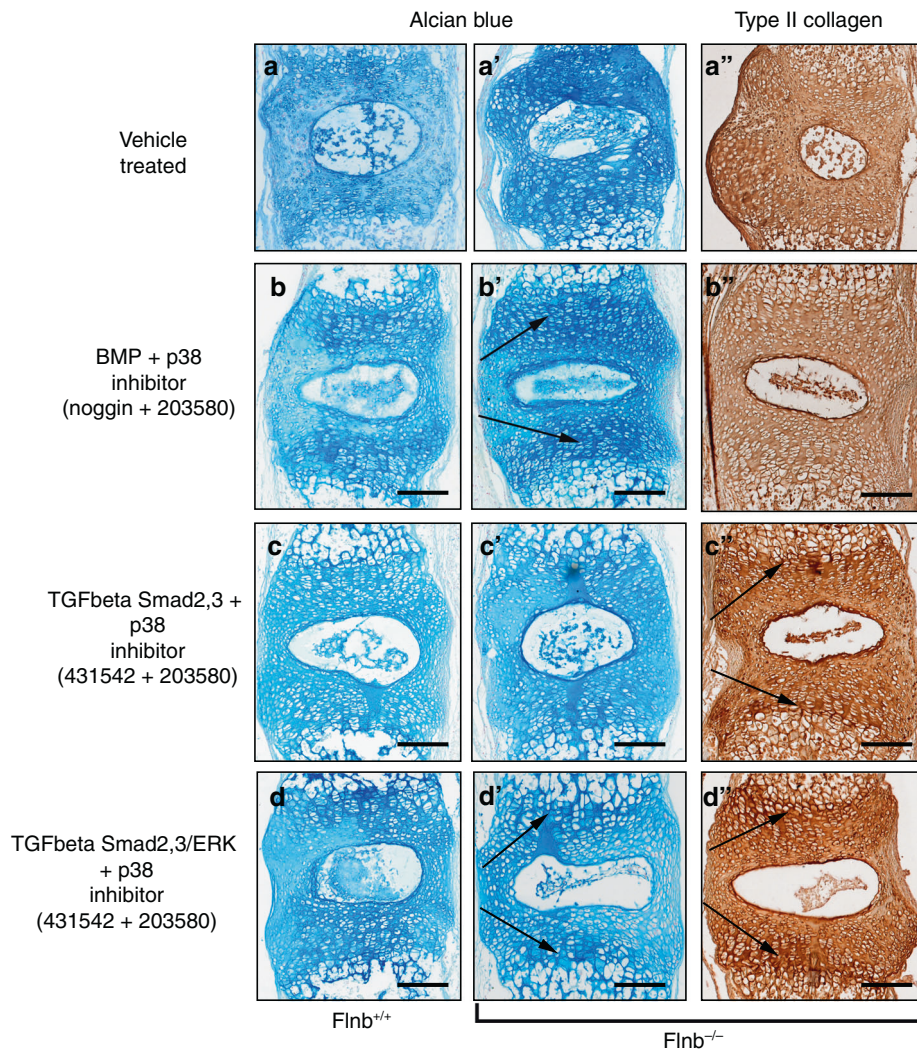 Alcian blue
Type II collagen
Vehicle
treated
a
a'
a"
BMP + p38
inhibitor
(noggin + 203580)
b
b'
b"
TGFbeta Smad2,3 +
p38
inhibitor
(431542 + 203580)
c
c'
c"
TGFbeta Smad2,3/ERK
+ p38
inhibitor
(431542 + 203580)
d
d'
d"
Flnb+/+
Flnb–/–